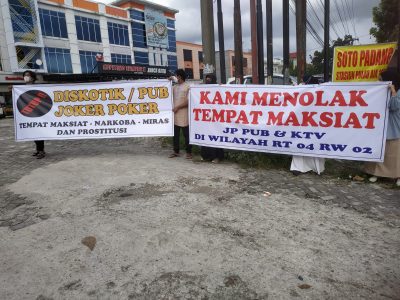 DISKOTIK / PUB
JOKER POKER
TEMPAT MAKSIAT - NARKOBA - MIRAS
DAN PROSTITUSI
KAMI MENOLAK
TEMPAT MAKSIAT
JP PUB & KTV
DI WILAYAH RT 04 RW 02
SOTO PADANG